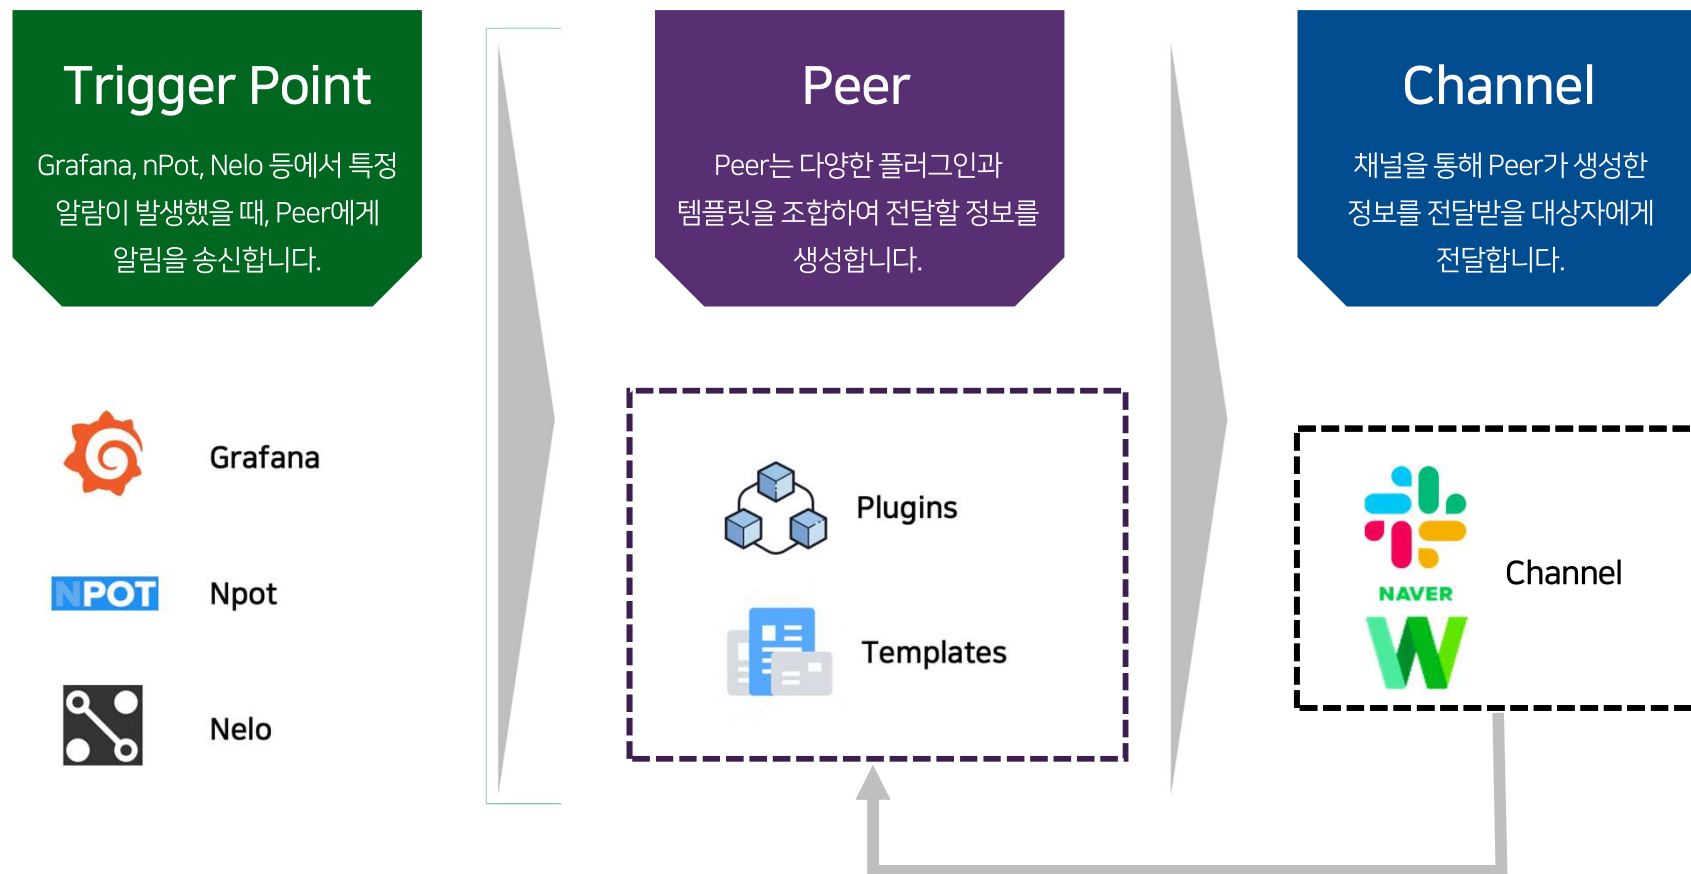 Trigger Point
Grafana, nPot, Nelo 등에서 특정
알람이 발생했을 때, Peer에게
알림을 송신합니다.
Peer
Peer는 다양한 플러그인과
템플릿을 조합하여 전달할 정보를
생성합니다.
Channel
채널을 통해 Peer가 생성한
정보를 전달받을 대상자에게
전달합니다.
Grafana
NPOT
Npot
Nelo
Plugins
Templates
NAVER
W
Channel